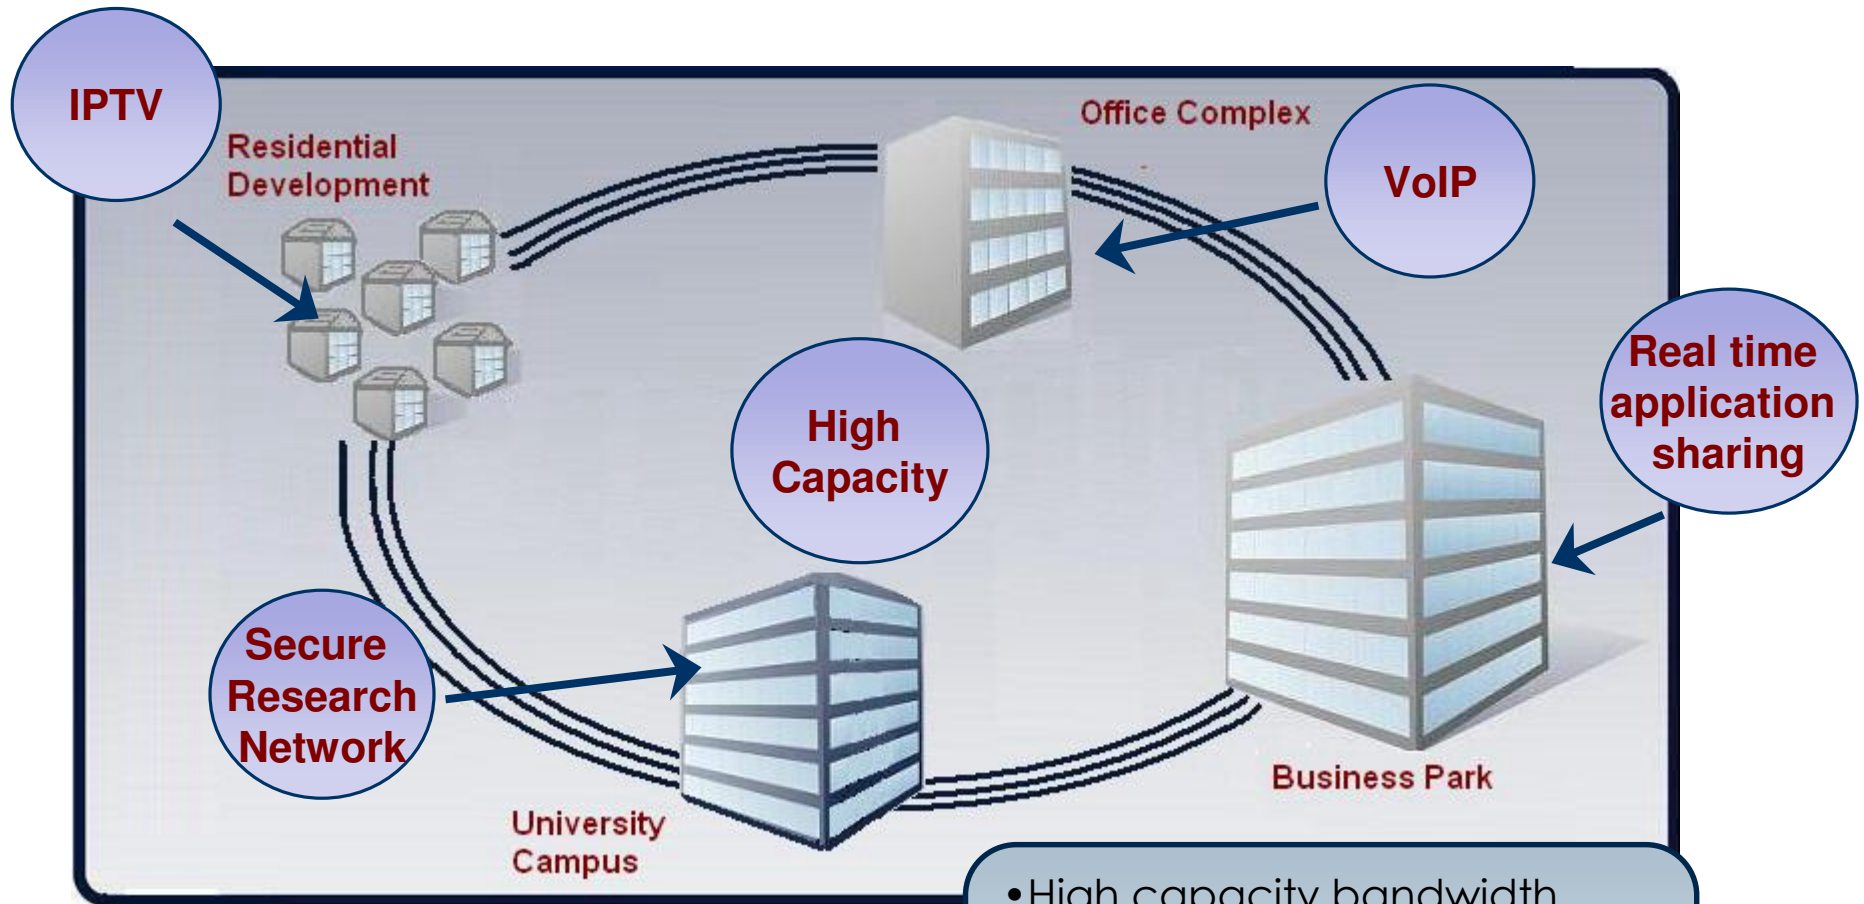 IPTV
Residential
Development
Office Complex
VoIP
Real time
application
sharing
High
Capacity
Secure
Research
Network
Business Park
University
Campus
•High capacity bandwidth